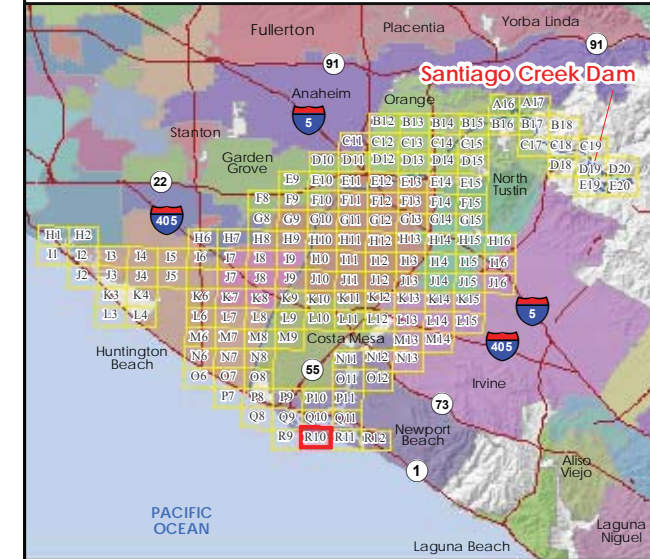 Yorba Linda
Fullerton
Placentia
91
91
Santiago Creek Dam
Anaheim
5
Orange
A16 A17
B12 B13 B14 B15 B16 B17 B18
Stanton
C11 C12 C13 C14 C15 C17 C18 C19
Garden
Grove
D10 D11 D12 D13 D14 D15 D18 D19 D20
22
E9 E10 E11 E12 E13 E14 E15 E19 E20
North
Tustin
F8 F9 F10 F11 F12 F13 F14 F15
405
G8 G9 G10 G11 G12 G13 G14 G15
H1 H2 H6 H7 H8 H9 H10 H11 H12 H13 H14 H15 H16
I1 I2 I3 I4 I5 I6 I7 I8 I9 I10 I11 I12 I13 I14 I15 I16
J2 J3 J4 J5 J7 J8 J9 J10 J11 J12 J13 J14 J15 J16
K3 K4 K6 K7 K8 K9 K10 K11 K12 K13 K14 K15
5
L3 L4 L6 L7 L8 L9 L10 L11 L12 L13 L14 L15
M6 M7 M8 M9 Costa Mesa M13 M14
405
Huntington
Beach
N6 N7 N8 N11 N12 N13
55
O6 O7 O8 O11 O12
Irvine
P7 P8 P9 P10 P11
73
Q8 Q9 Q10 Q11
R9 R10 R11 R12
Newport
Beach
1
Aliso
Viejo
PACIFIC
OCEAN
Laguna
Niguel
Laguna Beach